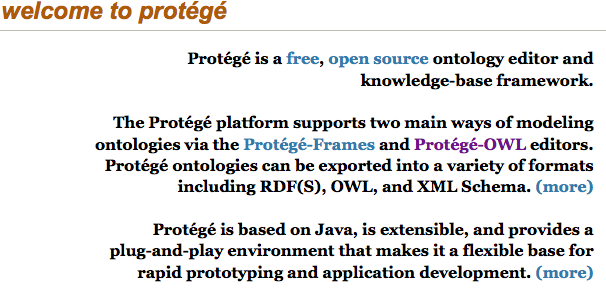 welcome to protégé
Protégé is a free, open source ontology editor and
knowledge-base framework.
The Protégé platform supports two main ways of modeling
ontologies via the Protégé-Frames and Protégé-OWL editors.
Protégé ontologies can be exported into a variety of formats
including RDF(S), OWL, and XML Schema. (more)
Protégé is based on Java, is extensible, and provides a
plug-and-play environment that makes it a flexible base for
rapid prototyping and application development. (more)